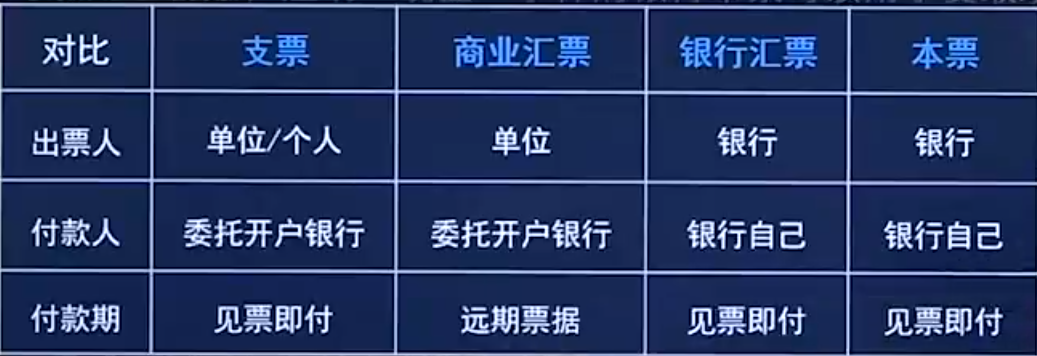 对比 支票 商业汇票 银行汇票 本票
出票人 单位/个人 单位 银行 银行
付款人 委托开户银行 委托开户银行 银行自己 银行自己
付款期 见票即付 远期票据 见票即付 见票即付